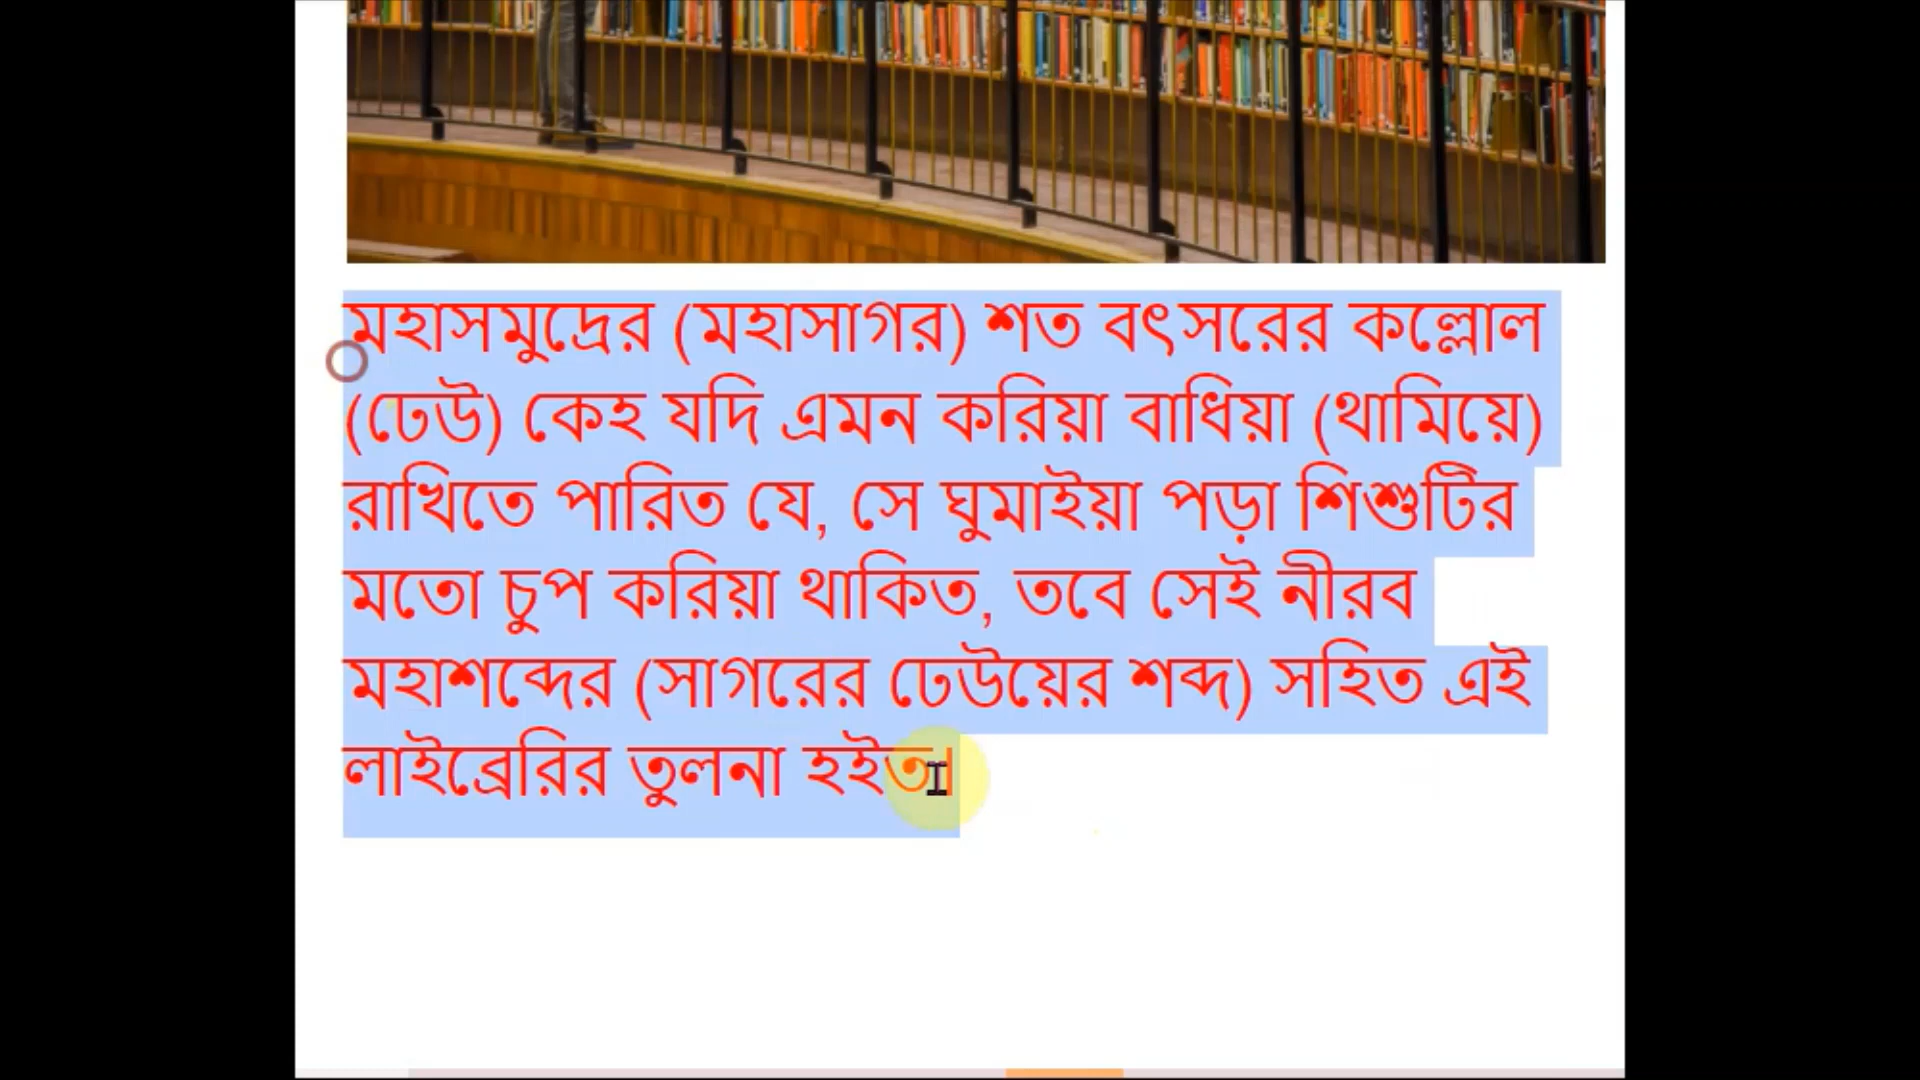 মহাসমুদ্রের (মহাসাগর) শত বৎসরের কল্লোল
(ঢেউ) কেহ যদি এমন করিয়া বাধিয়া (থামিয়ে)
রাখিতে পারিত যে, সে ঘুমাইয়া পড়া শিশুটির
মতো চুপ করিয়া থাকিত, তবে সেই নীরব
মহাশব্দের (সাগরের ঢেউয়ের শব্দ) সহিত এই
লাইব্রেরির তুলনা হইত।